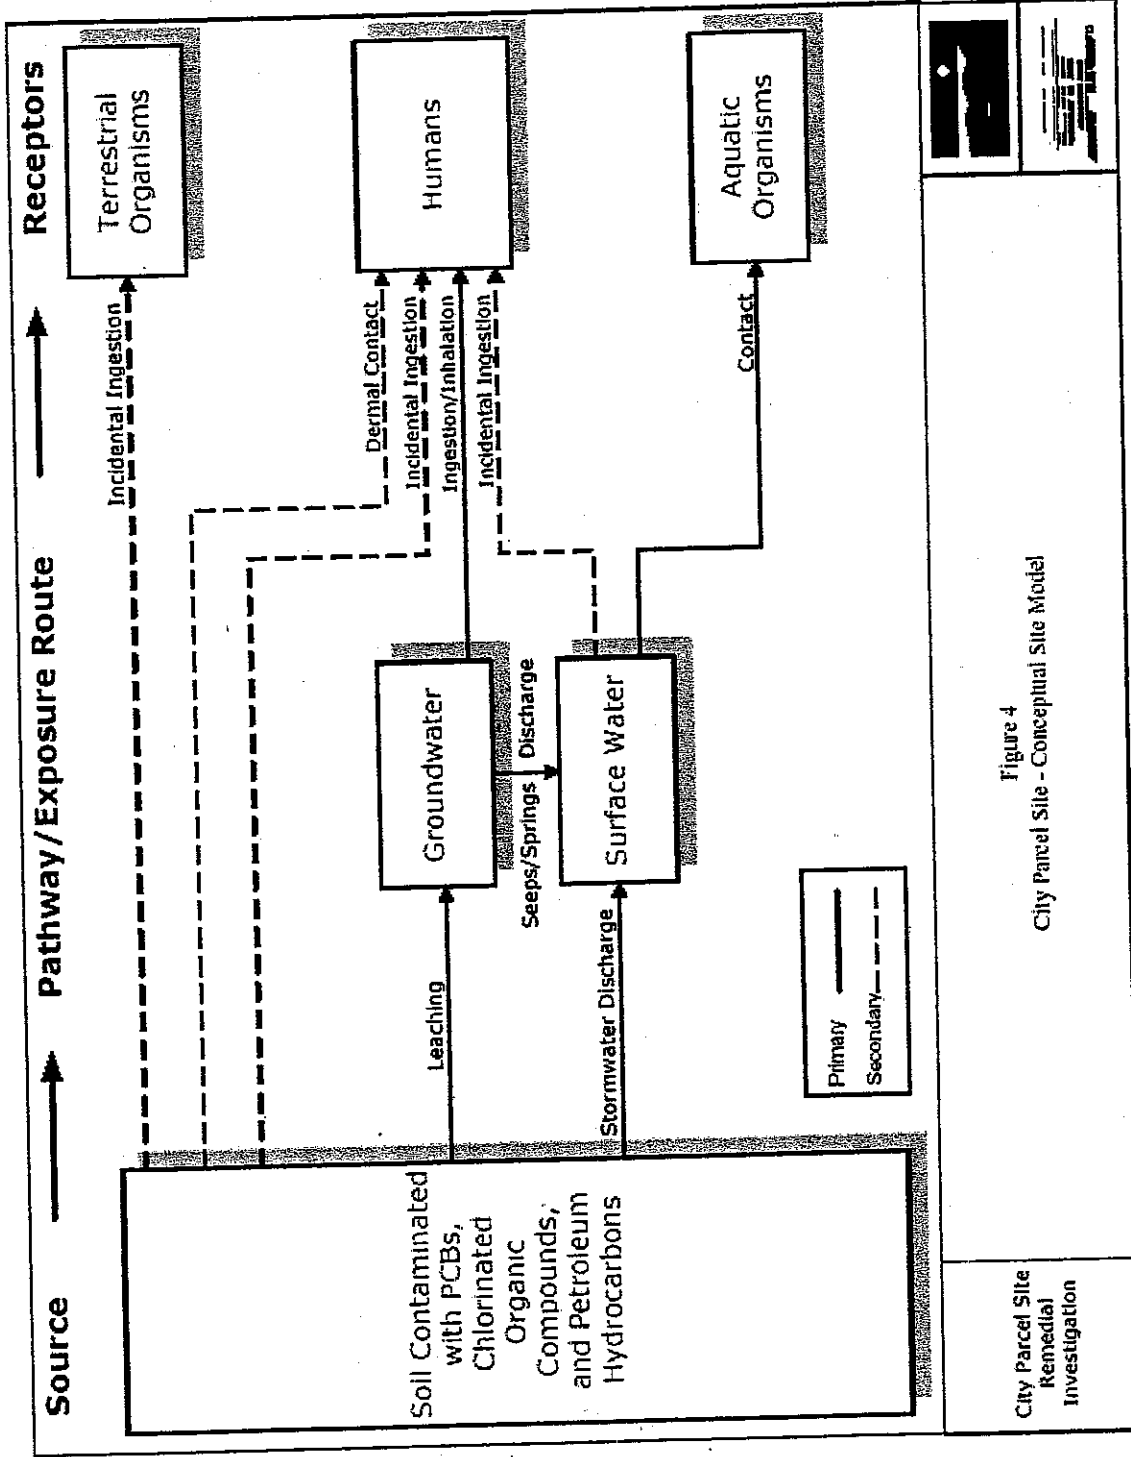 Source
Pathway/Exposure Route
Receptors
Soil Contaminated
with PCBs,
Chlorinated
Organic
Compounds,
and Petroleum
Hydrocarbons
Incidental Ingestion
Terrestrial
Organisms
Dermal Contact
Incidental Ingestion
Ingestion/Inhalation
Incidental Ingestion
Humans
Leaching
Groundwater
Seeps/Springs Discharge
Stormwater Discharge
Surface Water
Contact
Aquatic
Organisms
Primary
Secondary
City Parcel Site
Remedial
Investigation
Figure 4
City Parcel Site - Conceptual Site Model